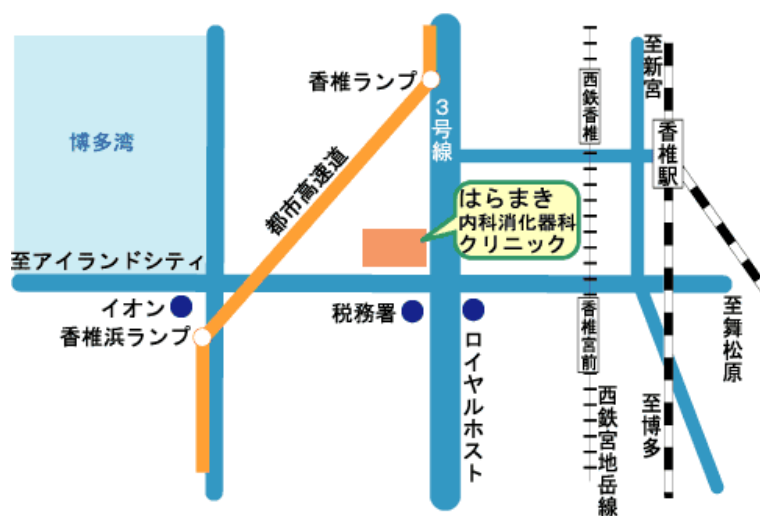 至新宮
香椎ランプ
西鉄香椎
3号線
博多湾
香椎駅
都市高速道
はらまき
内科消化器科
クリニック
至アイランドシティ
イオン
税務署
香椎浜ランプ
香椎宮前
至舞松原
ロイヤルホスト
西鉄宮地岳線
至博多